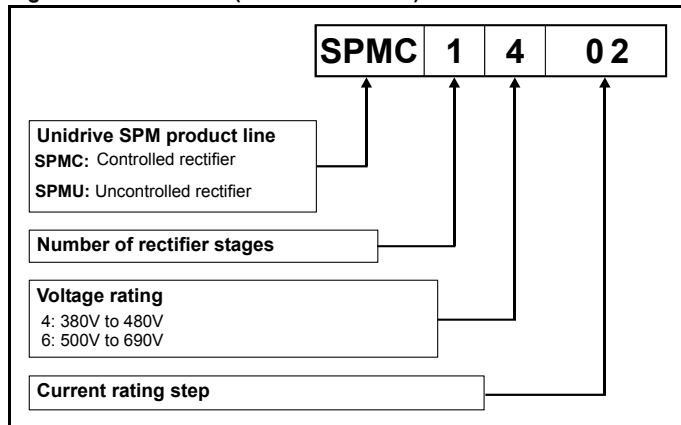 SPMC 1 4 02
Unidrive SPM product line
SPMC: Controlled rectifier
SPMU: Uncontrolled rectifier
Number of rectifier stages
Voltage rating
4: 380V to 480V
6: 500V to 690V
Current rating step